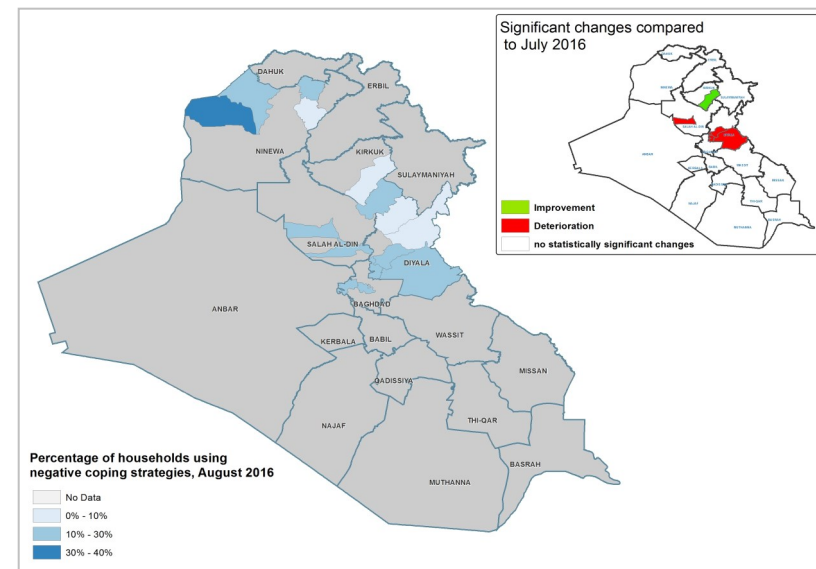 Significant changes compared
to July 2016
Improvement
Deterioration
no statistically significant changes
DAHUK
ERBIL
NINEWA
KIRKUK
SULAYMANIYAH
SALAH AL-DIN
DIYALA
ANBAR
BAGHDAD
KERBALA
BABIL
WASSIT
QADISSIYA
MISSAN
NAJAF
THI-QAR
BASRAH
MUTHANNA
Percentage of households using
negative coping strategies, August 2016
No Data
0% - 10%
10% - 30%
30% - 40%